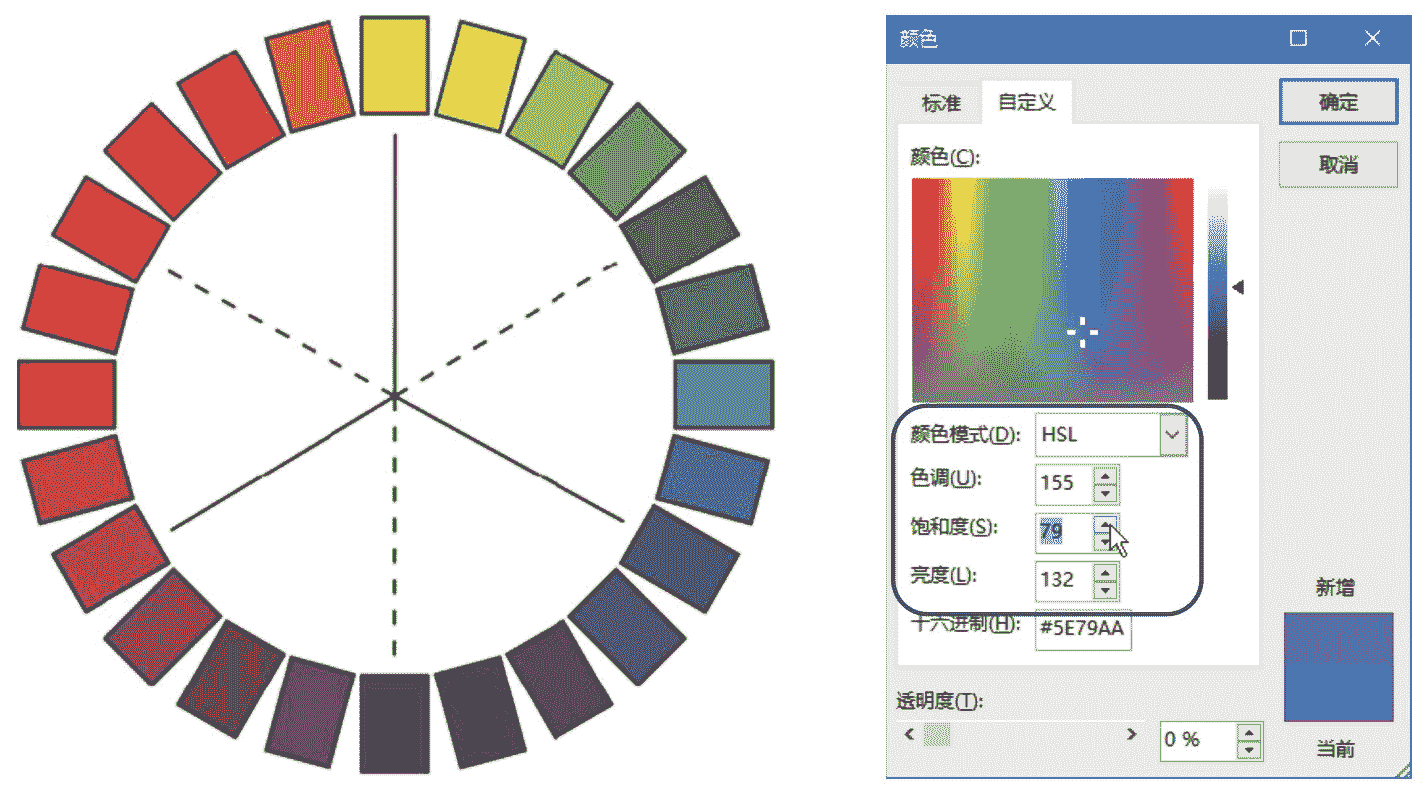 颜色
标准
自定义
确定
取消
颜色(C):
颜色模式(D): HSL
色调(U): 155
饱和度(S): 79
亮度(L): 132
十六进制(H): #5E79AA
新增
透明度(T):
0 %
当前